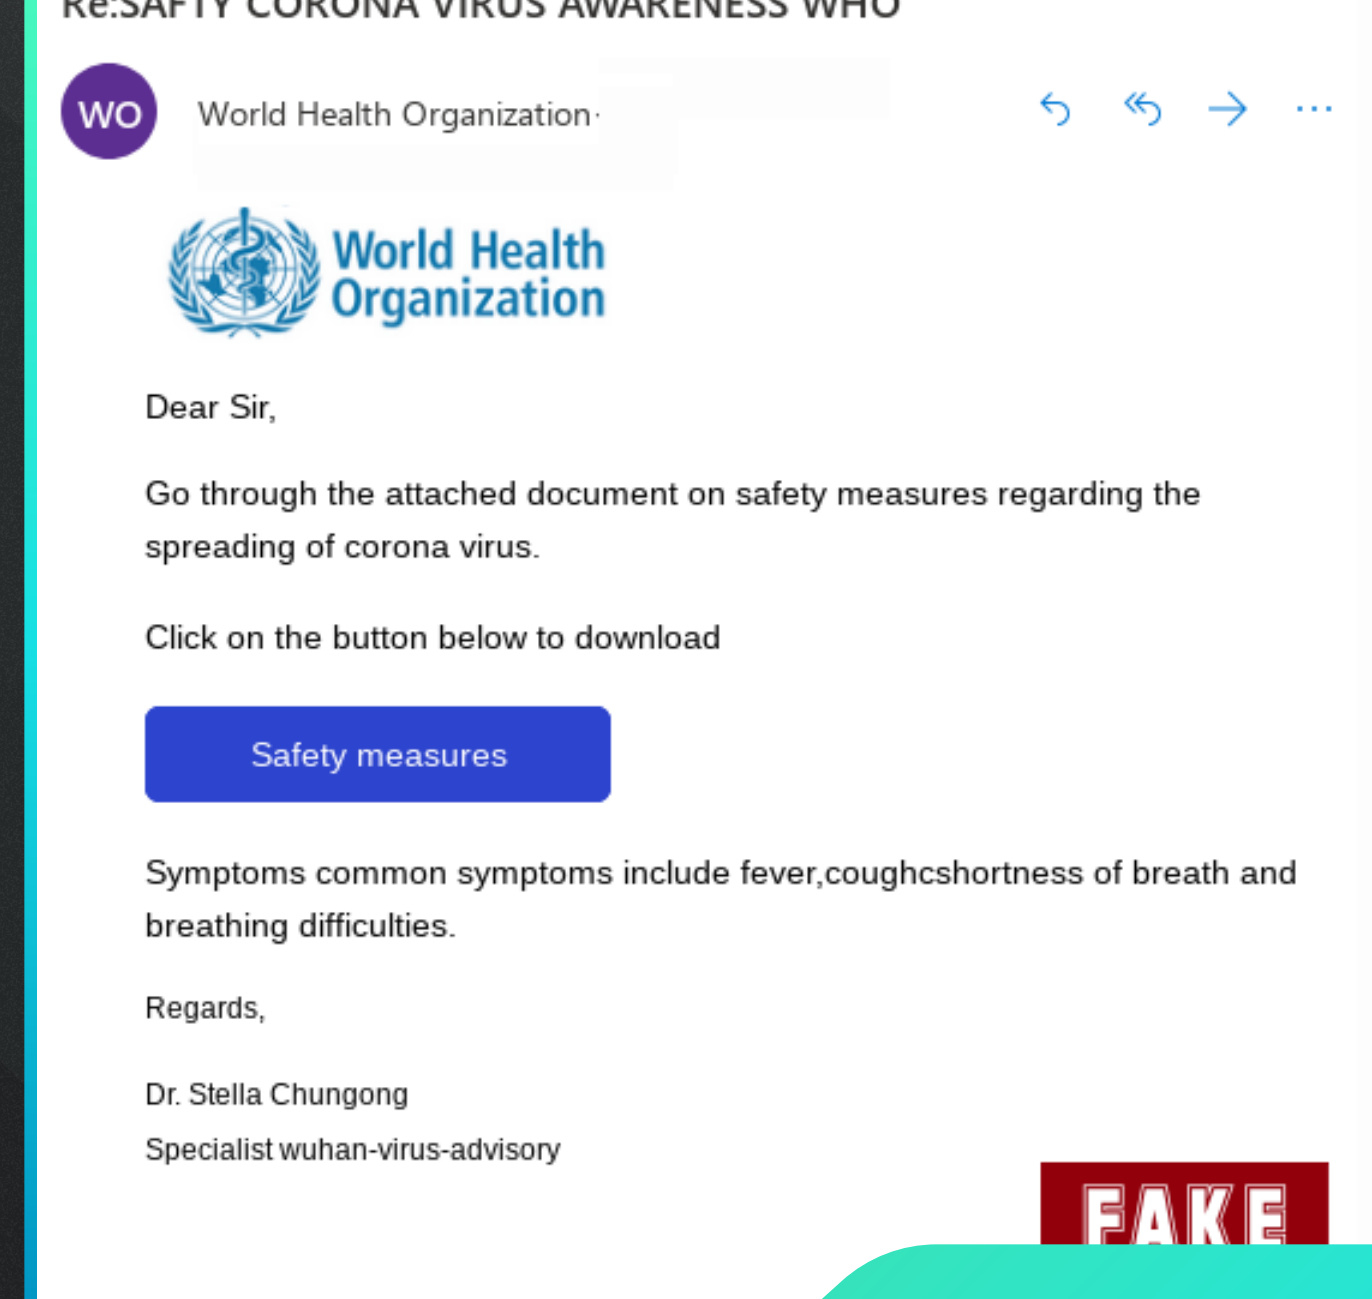 Re:SAFTY CORONA VIRUS AWARENESS WHO
WO
World Health Organization
World Health
Organization
Dear Sir,
Go through the attached document on safety measures regarding the
spreading of corona virus.
Click on the button below to download
Safety measures
Symptoms common symptoms include fever,coughcshortness of breath and
breathing difficulties.
Regards,
Dr. Stella Chungong
Specialist wuhan-virus-advisory
FAKE